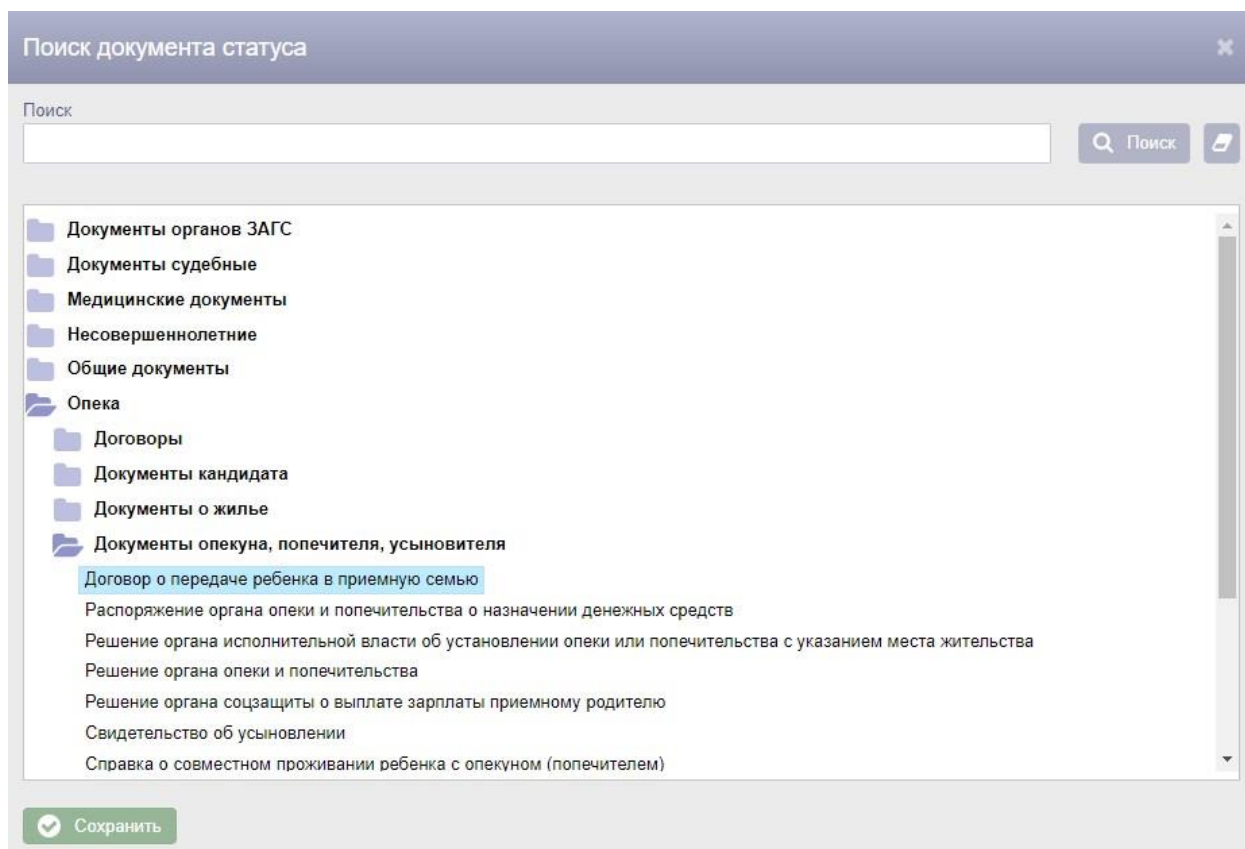 Поиск документа статуса
Поиск
Поиск
Документы органов ЗАГС
Документы судебные
Медицинские документы
Несовершеннолетние
Общие документы
Опека
Договоры
Документы кандидата
Документы о жилье
Документы опекуна, попечителя, усыновителя
Договор о передаче ребенка в приемную семью
Распоряжение органа опеки и попечительства о назначении денежных средств
Решение органа исполнительной власти об установлении опеки или попечительства с указанием места жительства
Решение органа опеки и попечительства
Решение органа соцзащиты о выплате зарплаты приемному родителю
Свидетельство об усыновлении
Справка о совместном проживании ребенка с опекуном (попечителем)
Сохранить